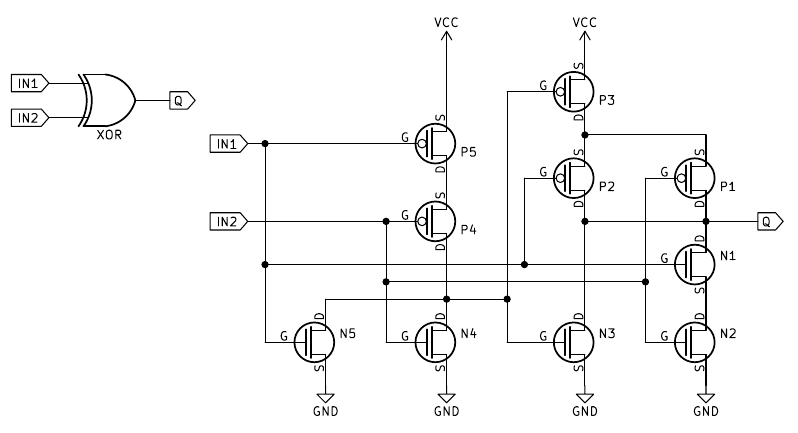 VCC VCC
S
G P3
D
IN1
Q
IN2
XOR
S
IN1 G P5
D
S S
G P2 G P1
D D
S
IN2 G P4
D
Q
D
G N1
S
D D D D
G N5 G N4 G N3 G N2
S S S S
GND GND GND GND